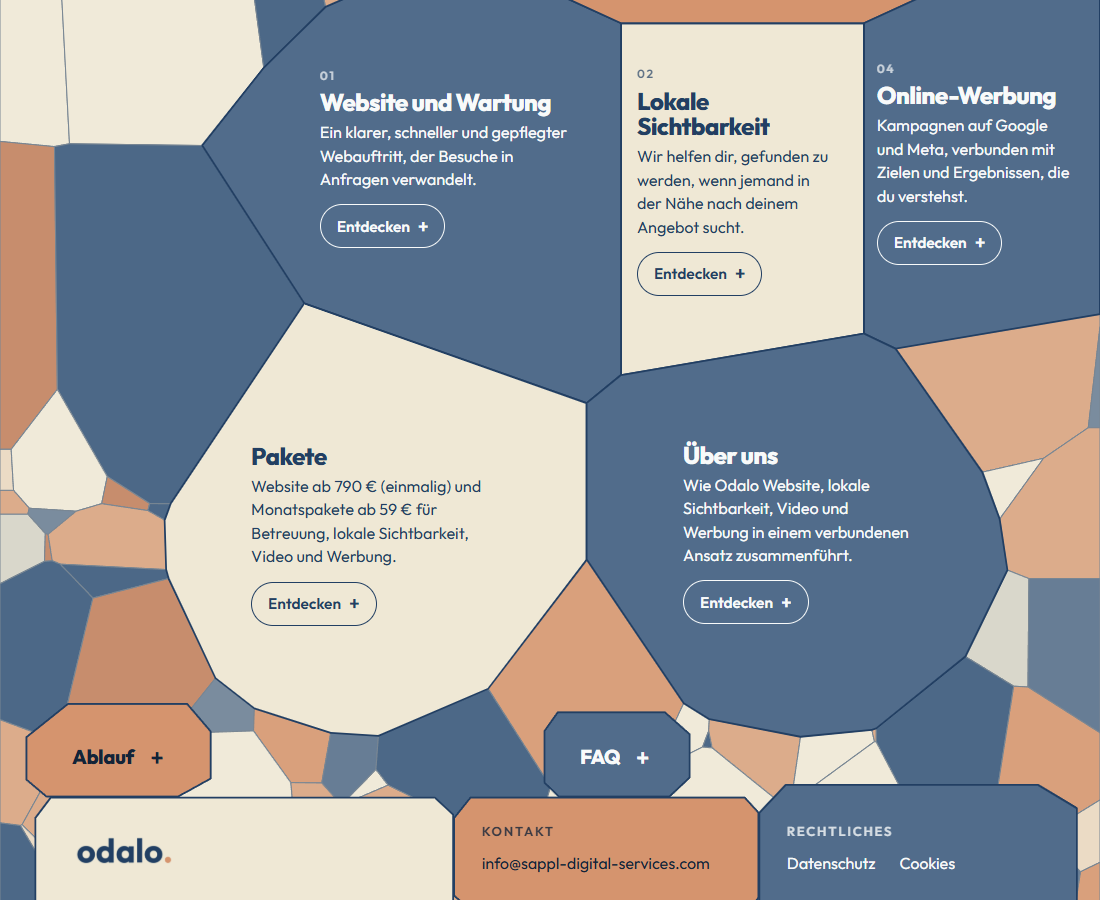 01
Website und Wartung
Ein klarer, schneller und gepflegter
Webauftritt, der Besuche in
Anfragen verwandelt.
Entdecken +
02
Lokale
Sichtbarkeit
Wir helfen dir, gefunden zu
werden, wenn jemand in
der Nähe nach deinem
Angebot sucht.
Entdecken +
04
Online-Werbung
Kampagnen auf Google
und Meta, verbunden mit
Zielen und Ergebnissen, die
du verstehst.
Entdecken +
Pakete
Website ab 790 € (einmalig) und
Monatspakete ab 59 € für
Betreuung, lokale Sichtbarkeit,
Video und Werbung.
Entdecken +
Über uns
Wie Odalo Website, lokale
Sichtbarkeit, Video und
Werbung in einem verbundenen
Ansatz zusammenführt.
Entdecken +
Ablauf +
FAQ +
odalo.
KONTAKT
info@sappl-digital-services.com
RECHTLICHES
Datenschutz Cookies